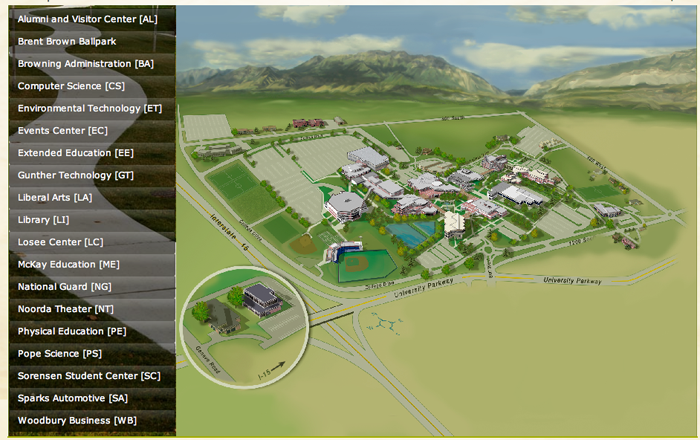 Alumni and Visitor Center [AL]
Brent Brown Ballpark
Browning Administration [BA]
Computer Science [CS]
Environmental Technology [ET]
Events Center [EC]
Extended Education [EE]
Gunther Technology [GT]
Liberal Arts [LA]
Library [LI]
Losee Center [LC]
McKay Education [ME]
National Guard [NG]
Noorda Theater [NT]
Physical Education [PE]
Pope Science [PS]
Sorensen Student Center [SC]
Sparks Automotive [SA]
Woodbury Business [WB]
Interstate 15
University Parkway
University Parkway
Geneva Road
I-15